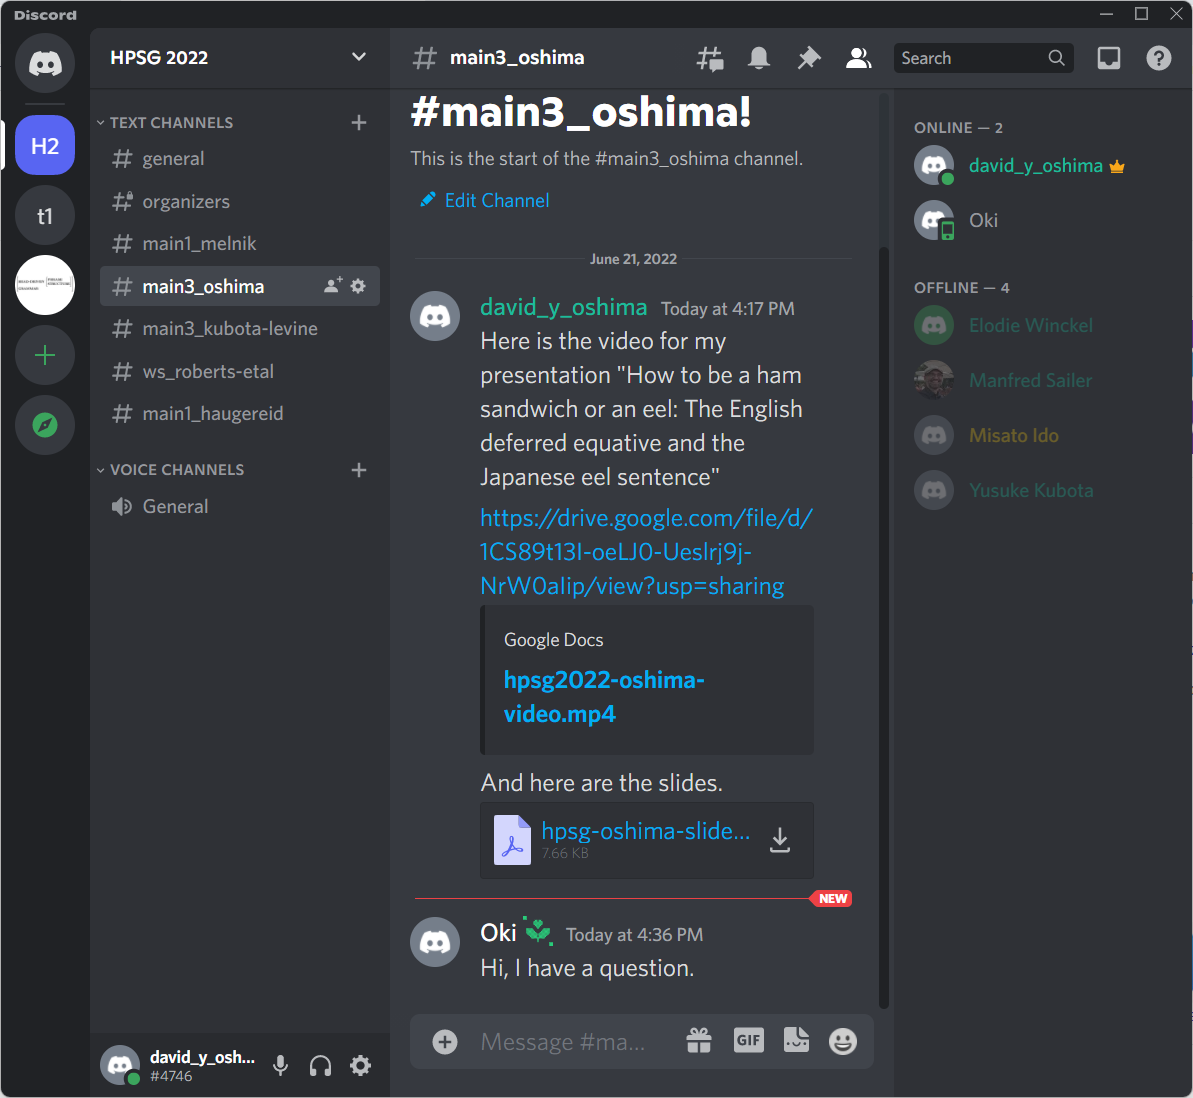 Discord
HPSG 2022
H2
t1
TEXT CHANNELS
general
organizers
main1_melnik
main3_oshima
main3_kubota-levine
ws_roberts-etal
main1_haugereid
VOICE CHANNELS
General
david_y_osh...
#4746
main3_oshima
Search
#main3_oshima!
This is the start of the #main3_oshima channel.
Edit Channel
June 21, 2022
david_y_oshima Today at 4:17 PM
Here is the video for my
presentation "How to be a ham
sandwich or an eel: The English
deferred equative and the
Japanese eel sentence"
https://drive.google.com/file/d/
1CS89t13I-oeLJ0-Ueslrj9j-
NrW0aIip/view?usp=sharing
Google Docs
hpsg2022-oshima-
video.mp4
And here are the slides.
hpsg-oshima-slide...
7.66 KB
NEW
Oki Today at 4:36 PM
Hi, I have a question.
Message #ma...
GIF
ONLINE — 2
david_y_oshima
Oki
OFFLINE — 4
Elodie Winckel
Manfred Sailer
Misato Ido
Yusuke Kubota